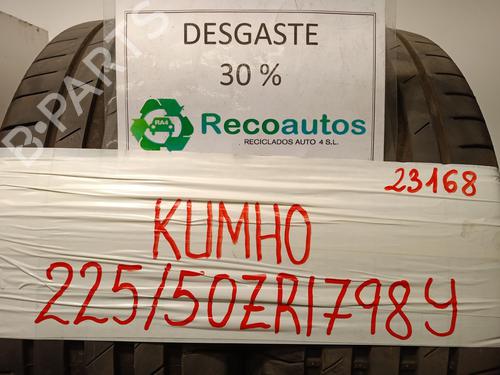 DESGASTE
30 %
RA4
Recoautos
RECICLADOS AUTO 4 S.L.
B-PARTS
23168
KUMHO
225/50ZR1798Y